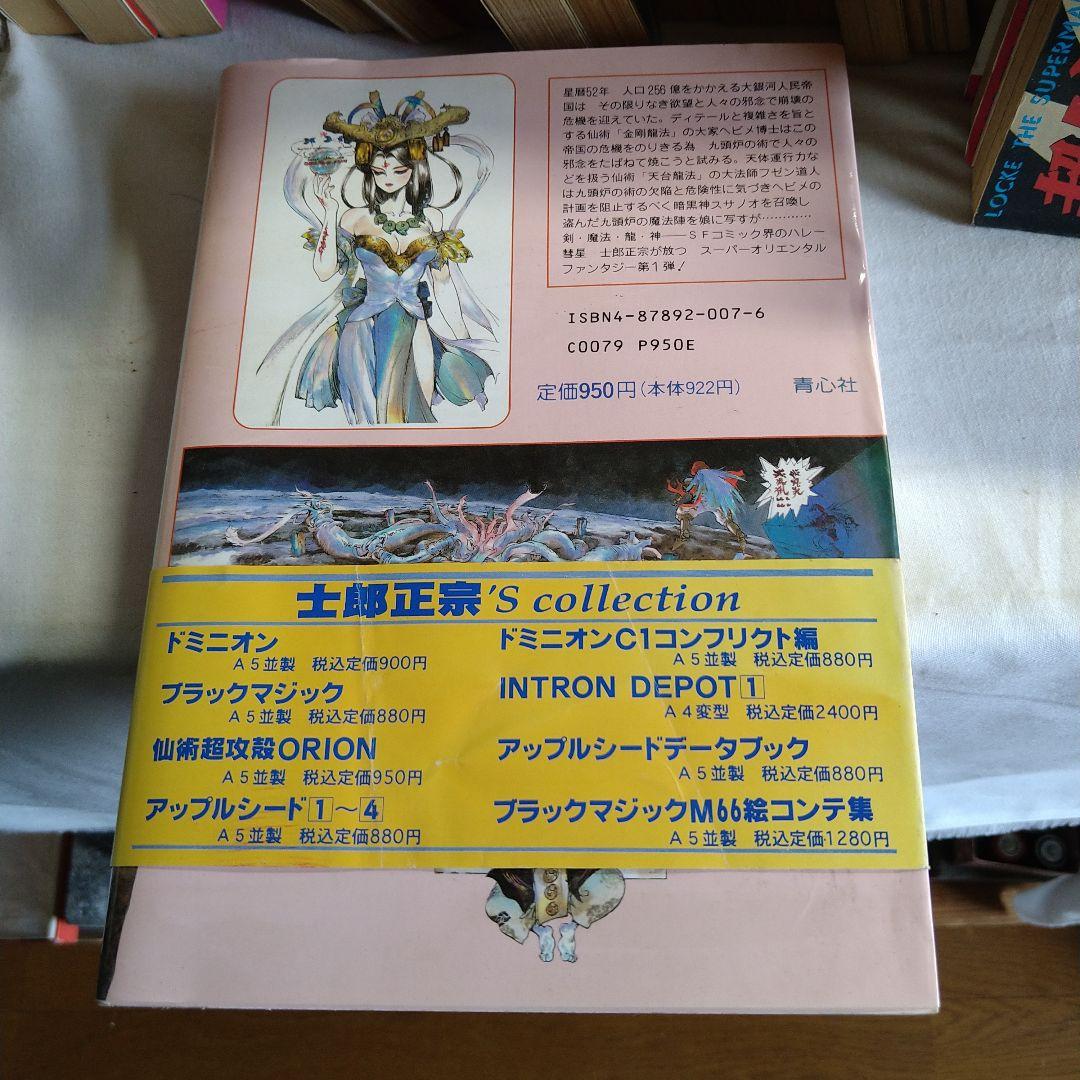 星暦52年　人口256億をかかえる大銀河人民帝
国は　その限りなき欲望と人々の邪念で崩壊の
危機を迎えていた。ディテールと複雑さを旨と
する仙術「金剛龍法」の大家ヘビメ博士はこの
帝国の危機をのりきる為　九頭炉の術で人々の
邪念をたばねて焼こうと試みる。天体運行力な
どを扱う仙術「天台龍法」の大法師フゼン道人
は九頭炉の術の欠陥と危険性に気づきヘビメの
計画を阻止するべく暗黒神スサノオを召喚し
盗んだ九頭炉の魔法陣を娘に写すが…………
剣・魔法・龍・神——ＳＦコミック界のハレー
彗星　士郎正宗が放つ　スーパーオリエンタル
ファンタジー第１弾！
ISBN4-87892-007-6
C0079 P950E
定価950円(本体922円)
青心社
士郎正宗'S collection
ドミニオン
Ａ５並製　税込定価900円
ブラックマジック
Ａ５並製　税込定価880円
仙術超攻殻ORION
Ａ５並製　税込定価950円
アップルシード1〜4
Ａ５並製　税込定価880円
ドミニオンC1コンフリクト編
Ａ５並製　税込定価880円
INTRON DEPOT1
Ａ４変型　税込定価2400円
アップルシードデータブック
Ａ５並製　税込定価880円
ブラックマジックM66絵コンテ集
Ａ５並製　税込定価1280円
LOCKE THE SUPERMA